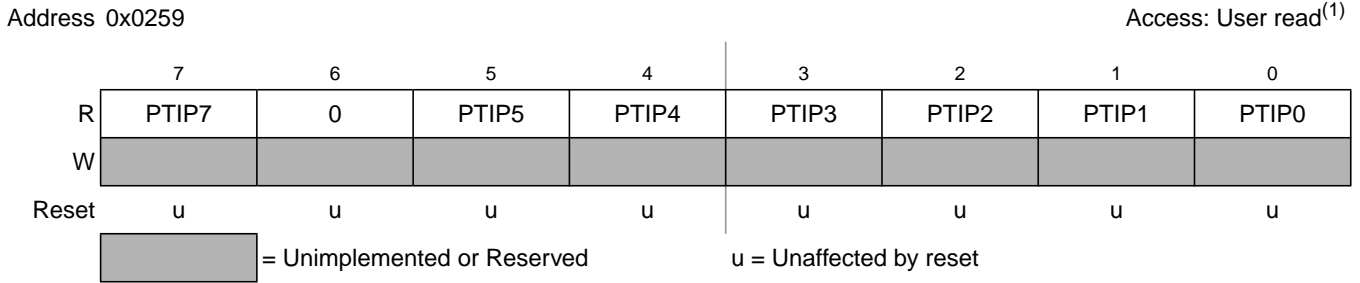 Address 0x0259 Access: User read(1)
7 6 5 4 3 2 1 0
R PTIP7 0 PTIP5 PTIP4 PTIP3 PTIP2 PTIP1 PTIP0
W
Reset u u u u u u u u
= Unimplemented or Reserved u = Unaffected by reset